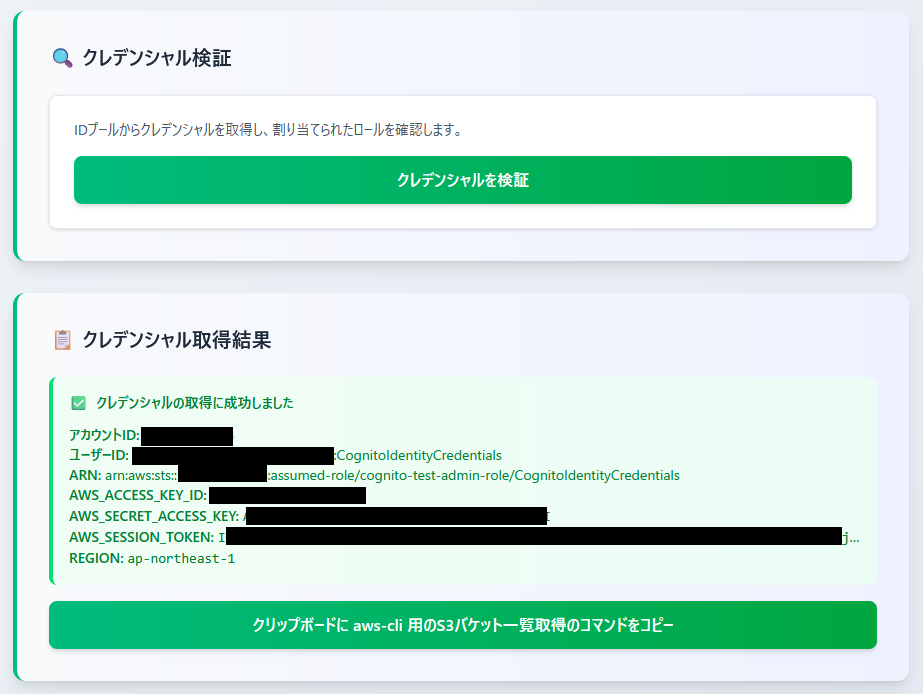 クレデンシャル検証
IDプールからクレデンシャルを取得し、割り当てられたロールを確認します。
クレデンシャルを検証
クレデンシャル取得結果
クレデンシャルの取得に成功しました
アカウントID:
ユーザーID: :CognitoIdentityCredentials
ARN: arn:aws:sts:: :assumed-role/cognito-test-admin-role/CognitoIdentityCredentials
AWS_ACCESS_KEY_ID:
AWS_SECRET_ACCESS_KEY:
AWS_SESSION_TOKEN: I j...
REGION: ap-northeast-1
クリップボードに aws-cli 用のS3バケット一覧取得のコマンドをコピー